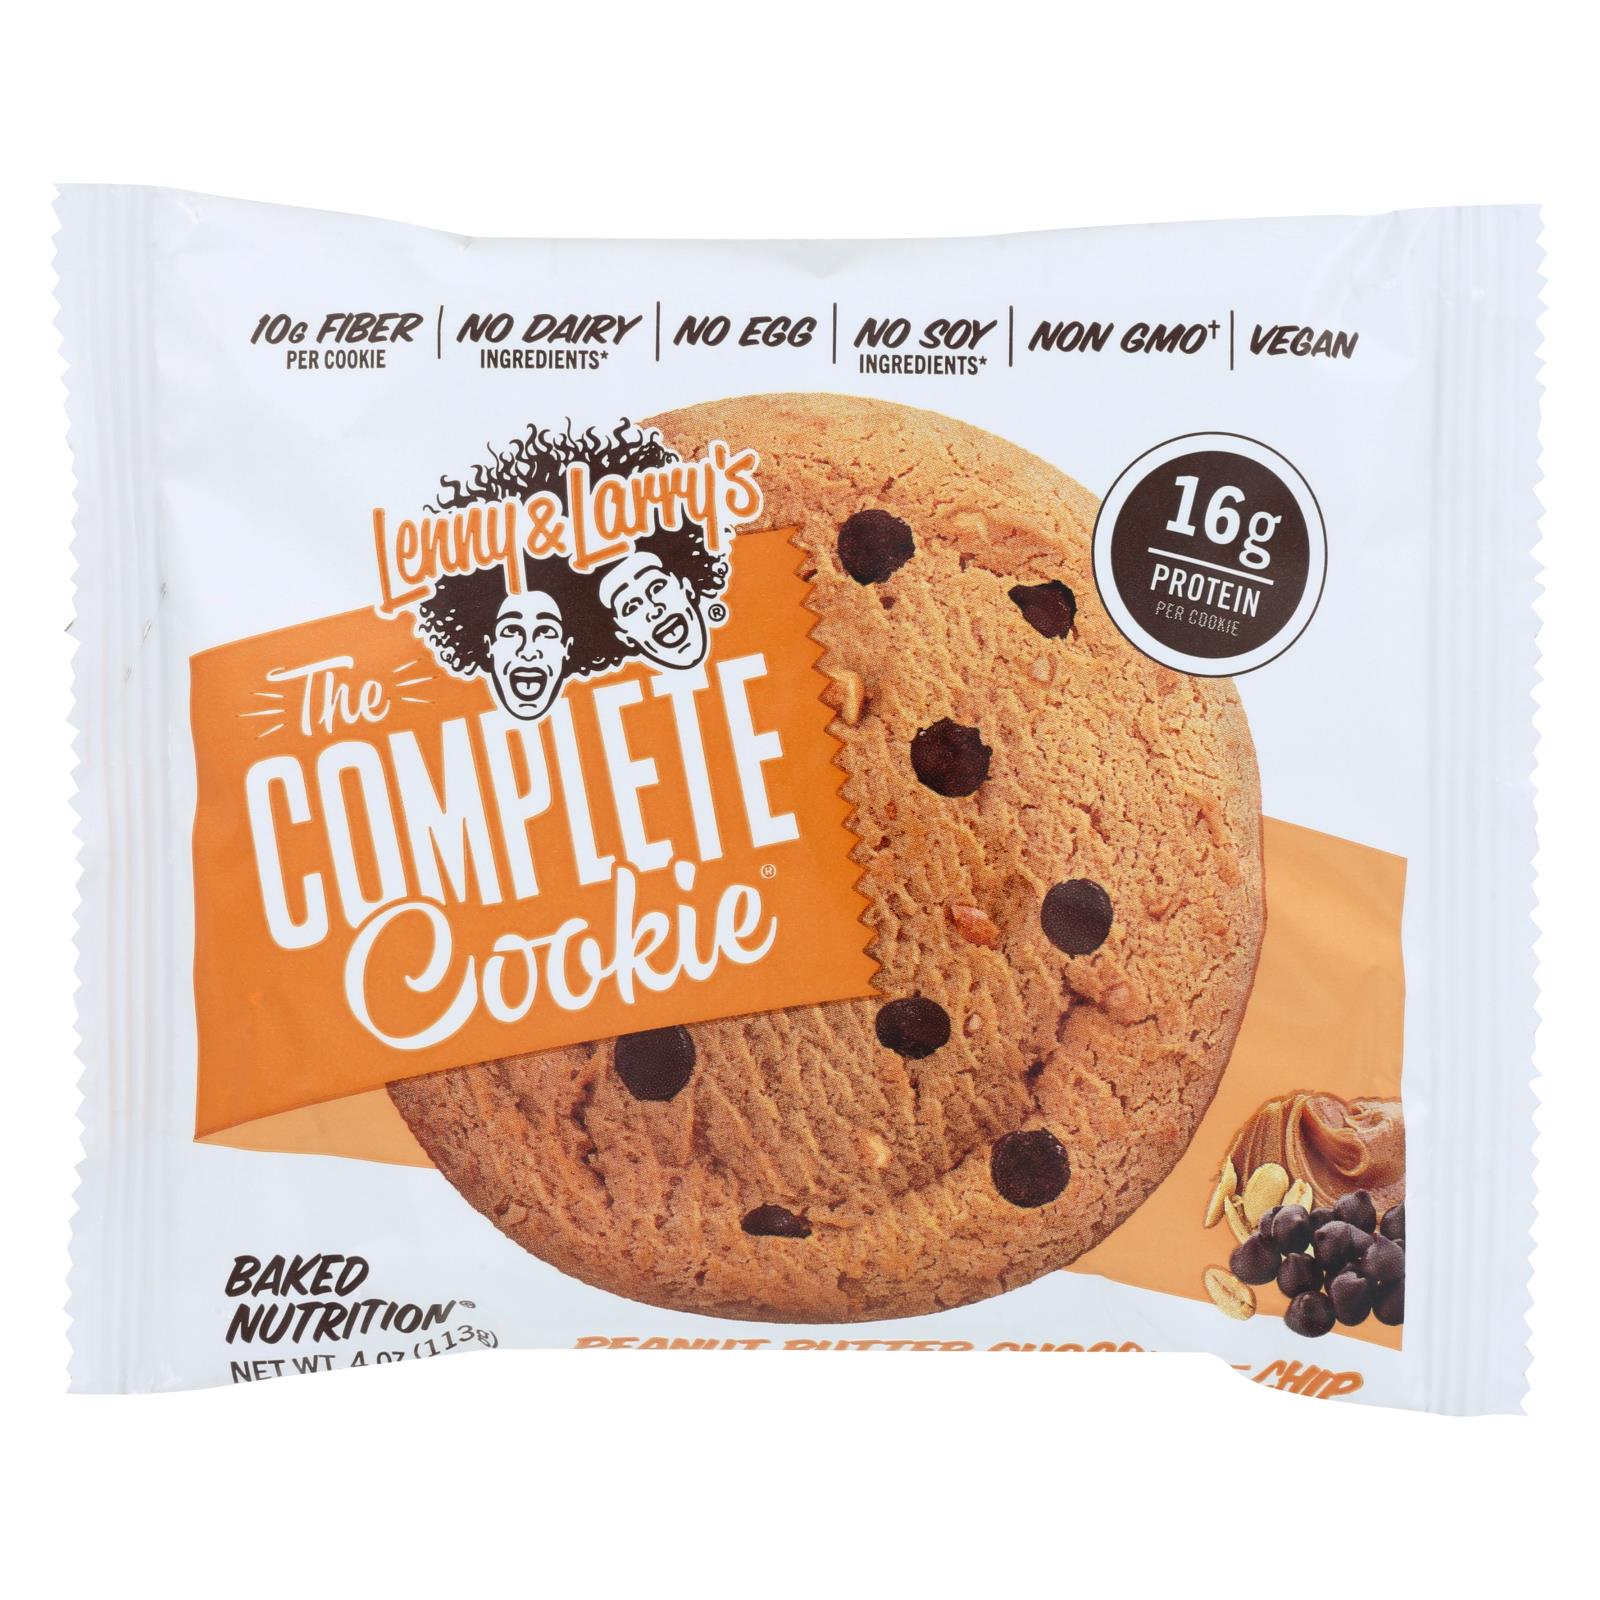 10G FIBER
PER COOKIE
NO DAIRY
INGREDIENTS*
NO EGG
NO SOY
INGREDIENTS*
NON GMO†
VEGAN
Lenny & Larry's®
16g
PROTEIN
PER COOKIE
The
COMPLETE
Cookie®
BAKED
NUTRITION®
NET WT. 4 OZ (113g)
PEANUT BUTTER CHIP